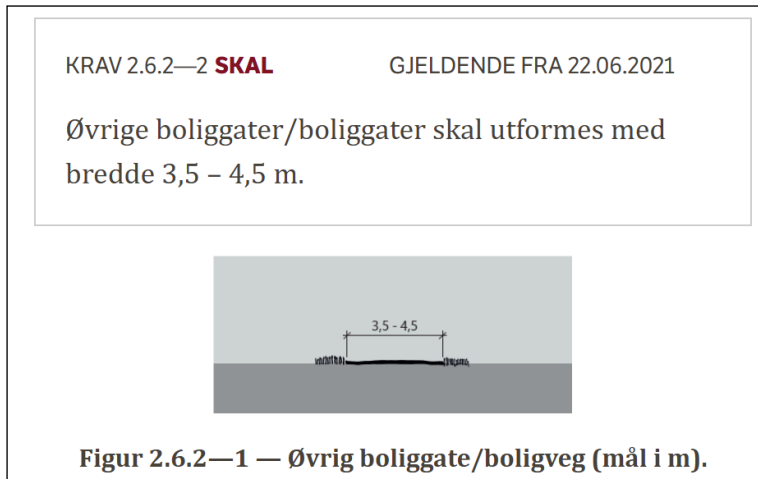 KRAV 2.6.2—2 SKAL GJELDENDE FRA 22.06.2021
Øvrige boliggater/boliggater skal utformes med
bredde 3,5 – 4,5 m.
3,5 - 4,5
Figur 2.6.2—1 — Øvrig boliggate/boligveg (mål i m).